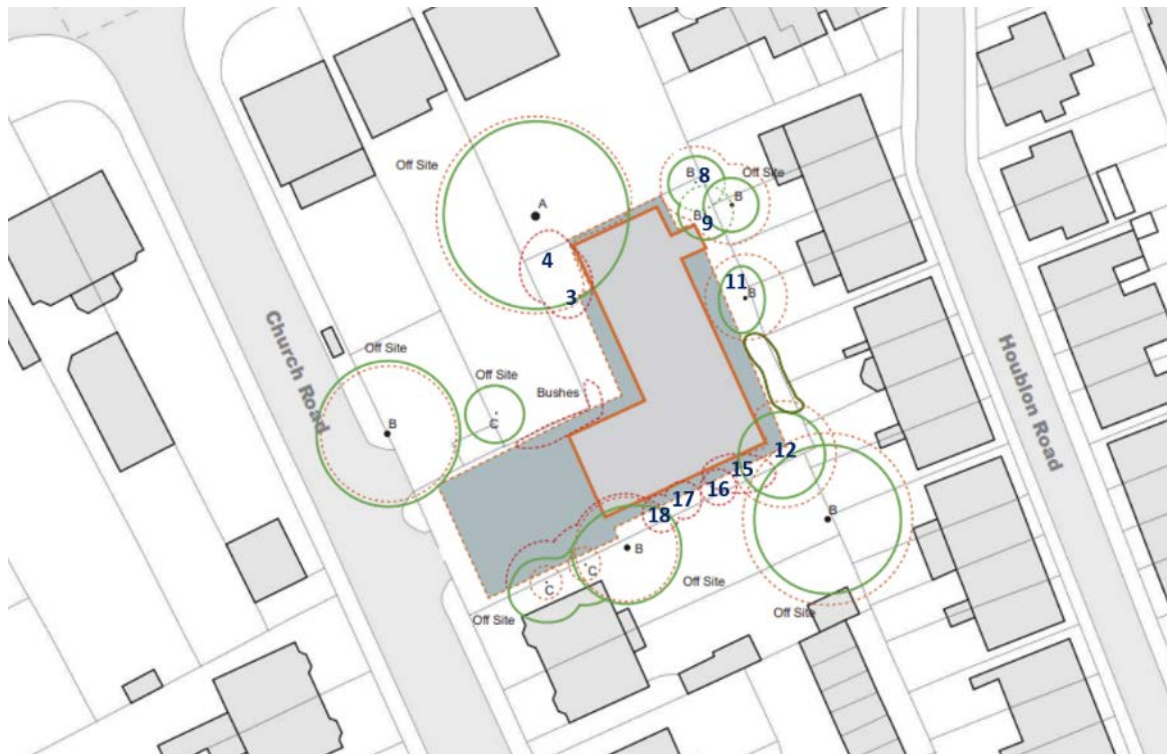 Off Site
A
B
8
Off Site
B
B
9
4
3
11
B
Church Road
Houblon Road
Off Site
Off Site
Bushes
C
B
12
15
16
17
18
B
B
C
C
Off Site
Off Site
Off Site